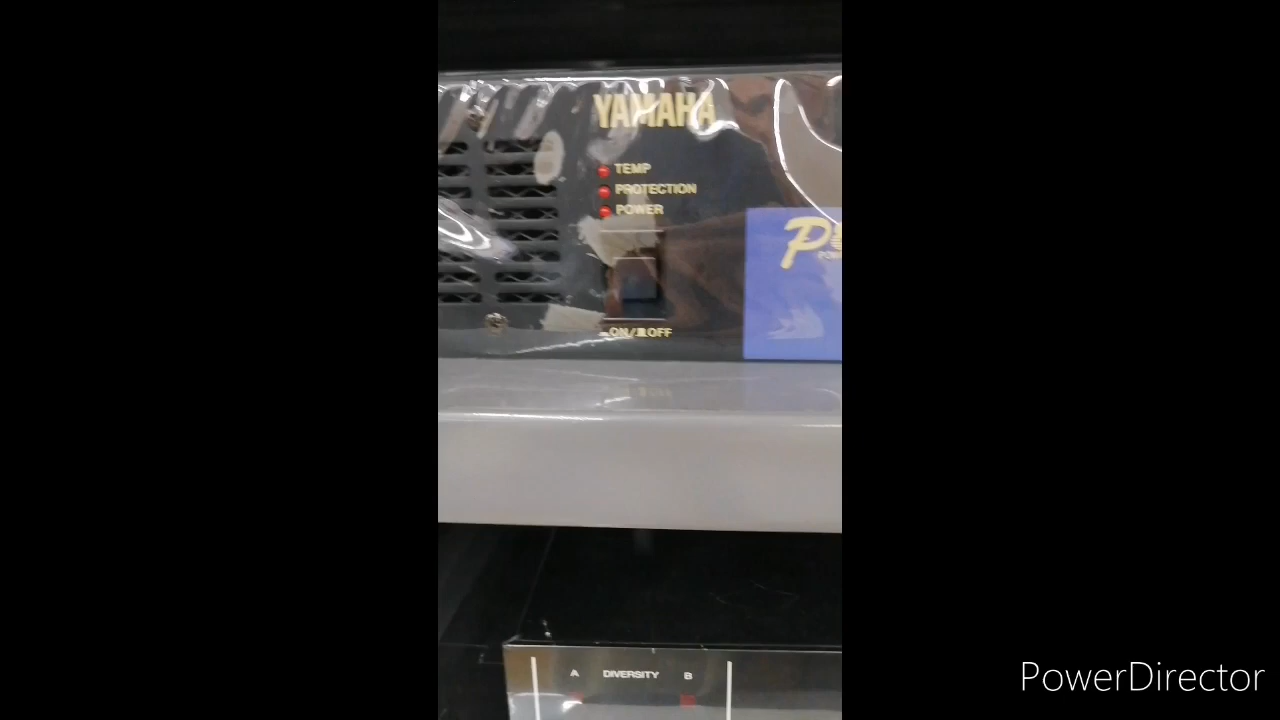 YAMAHA
TEMP
PROTECTION
POWER
ON/ OFF
A DIVERSITY B
PowerDirector